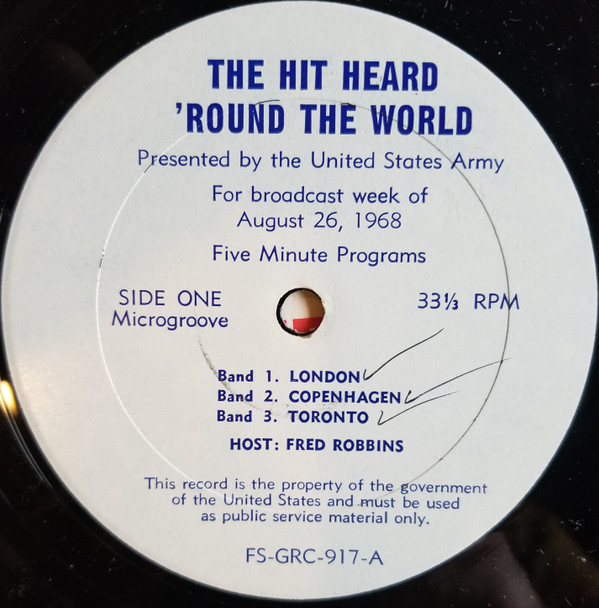 THE HIT HEARD
'ROUND THE WORLD
Presented by the United States Army
For broadcast week of
August 26, 1968
Five Minute Programs
SIDE ONE
Microgroove
33⅓ RPM
Band 1. LONDON
Band 2. COPENHAGEN
Band 3. TORONTO
HOST: FRED ROBBINS
This record is the property of the government
of the United States and must be used
as public service material only.
FS-GRC-917-A